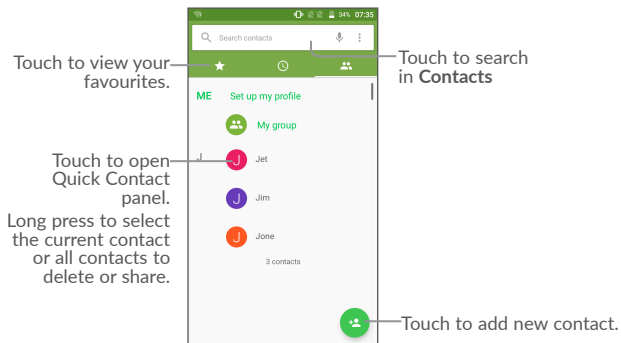 34% 07:35
Search contacts
Touch to view your
favourites.
Touch to search
in Contacts
ME Set up my profile
My group
J J Jet
Touch to open
Quick Contact
panel.
Long press to select
the current contact
or all contacts to
delete or share.
J Jim
J Jone
3 contacts
Touch to add new contact.